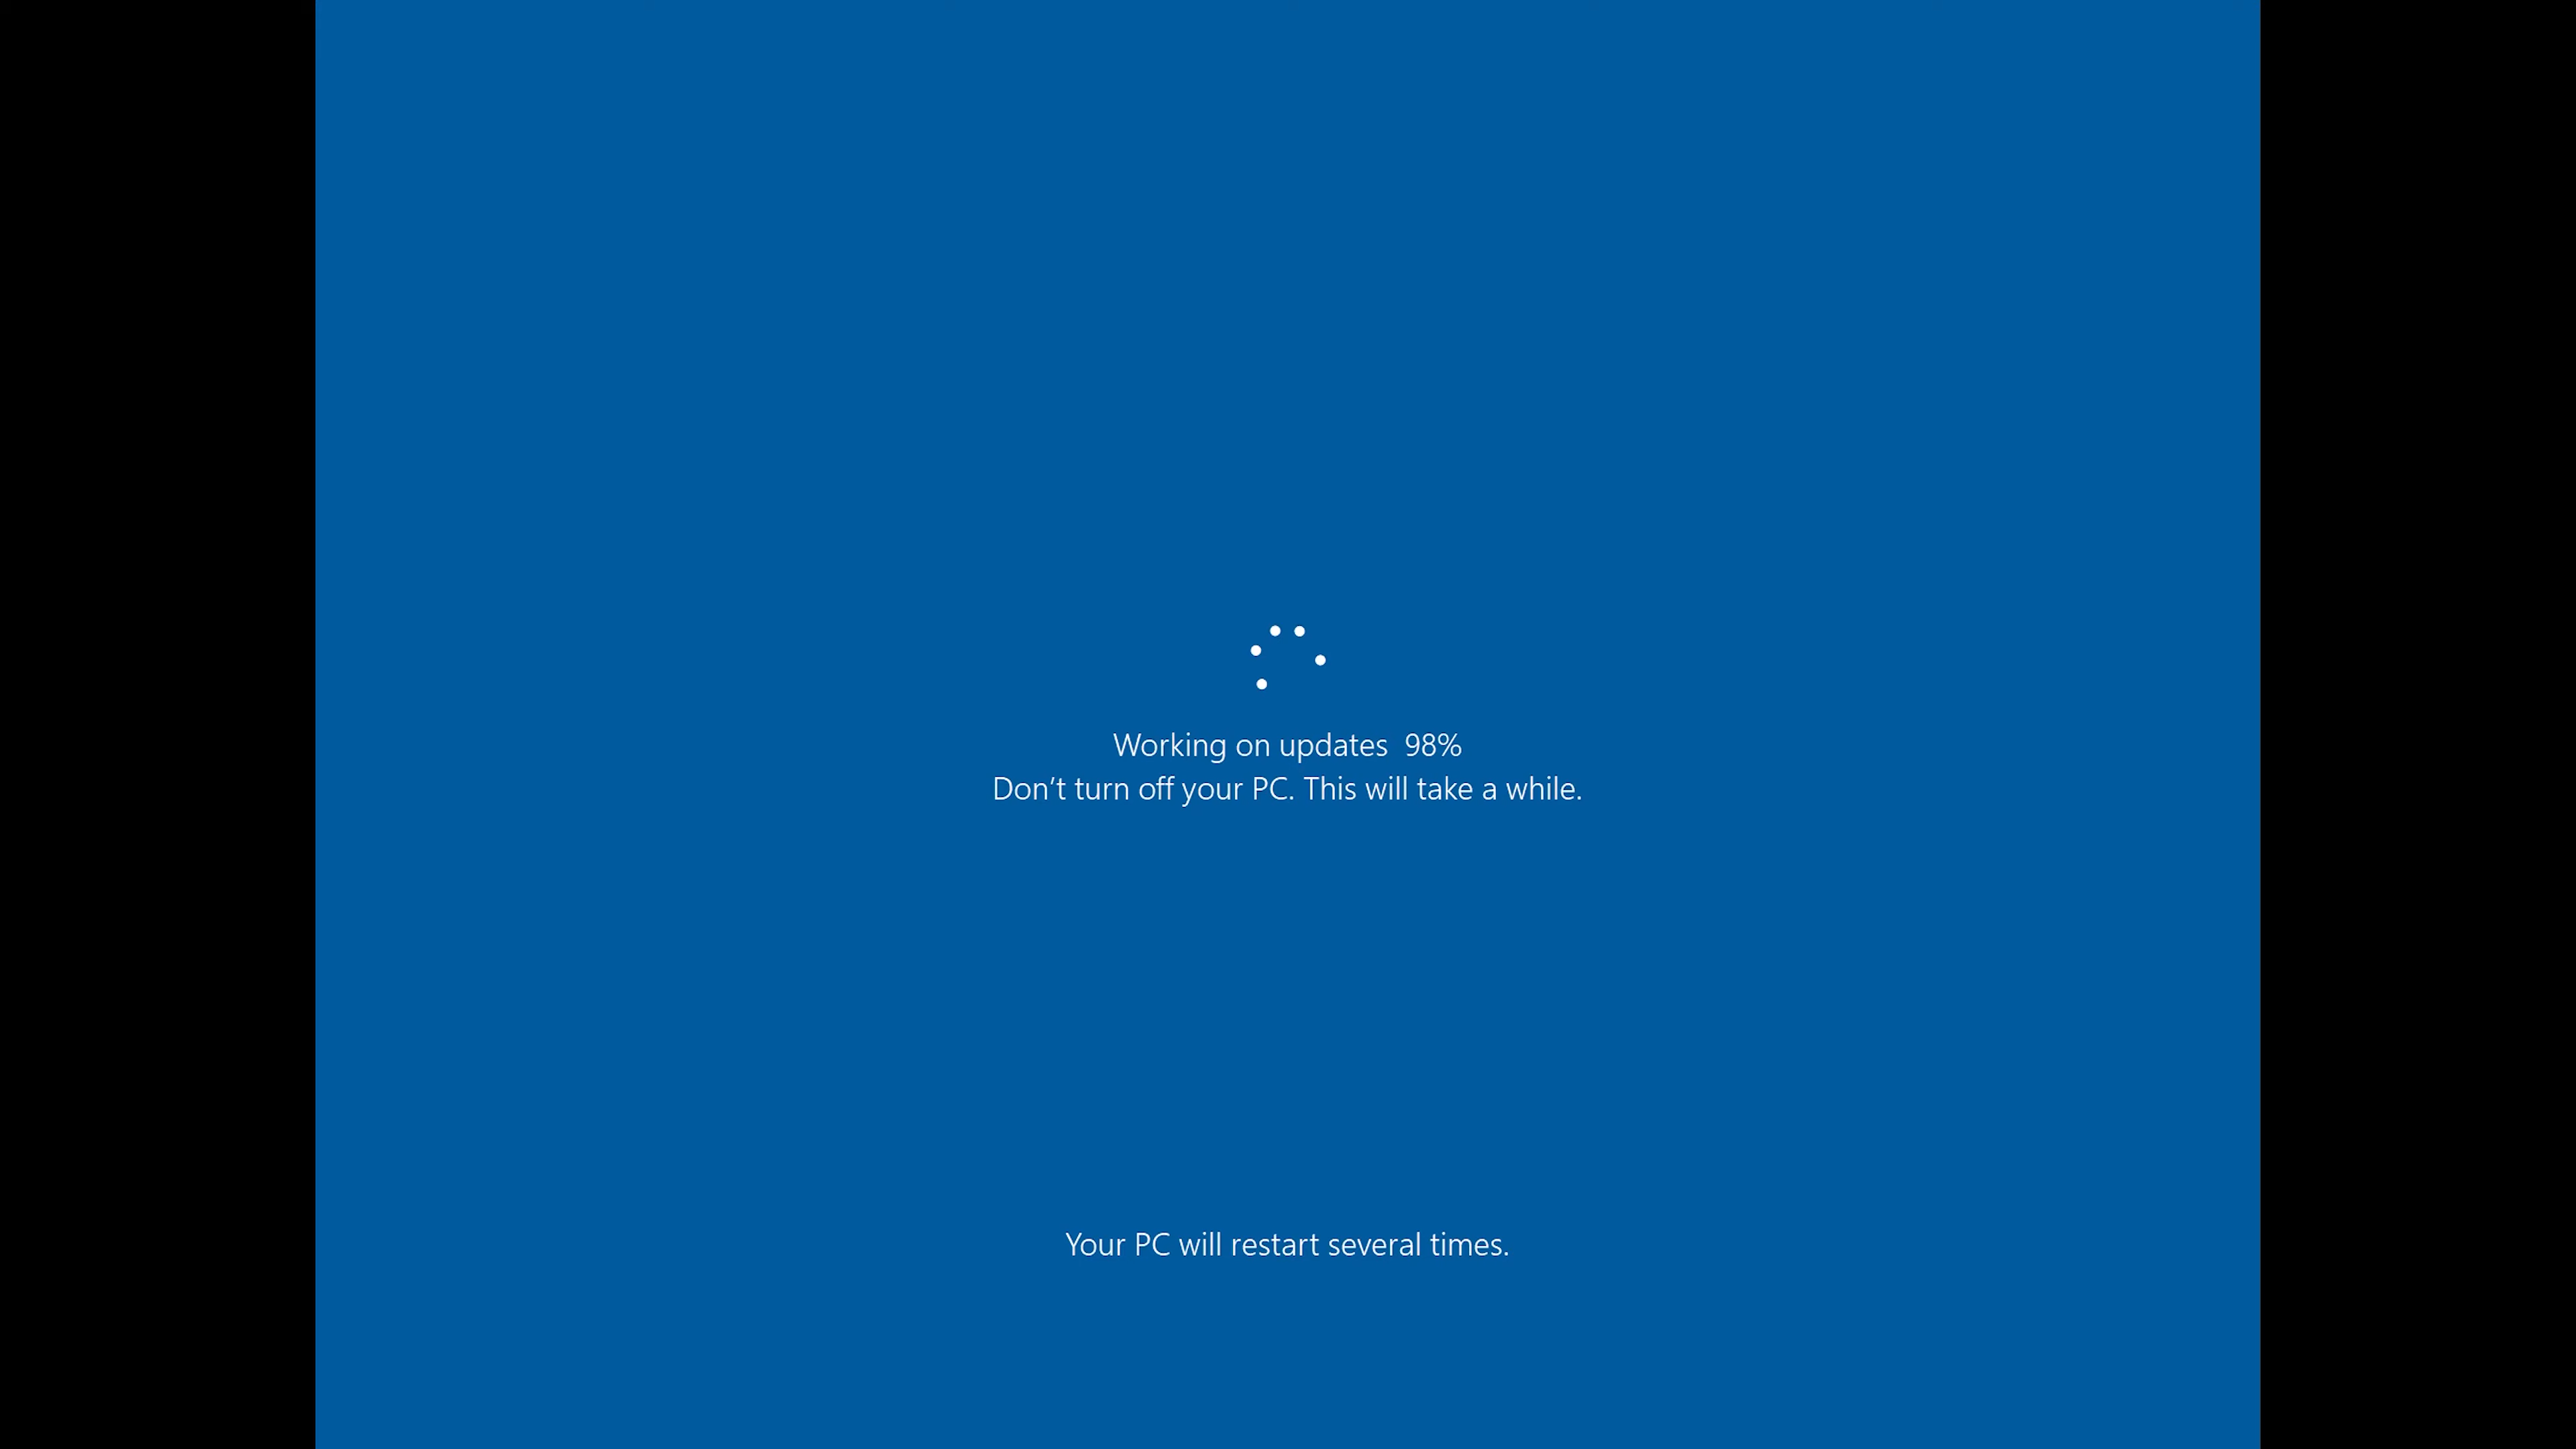 Working on updates  98%
Don’t turn off your PC. This will take a while.
Your PC will restart several times.